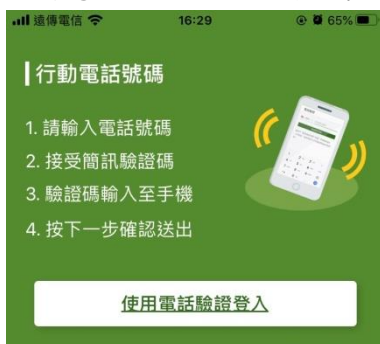 遠傳電信 16:29 65%
行動電話號碼
1. 請輸入電話號碼
2. 接受簡訊驗證碼
3. 驗證碼輸入至手機
4. 按下一步確認送出
使用電話驗證登入